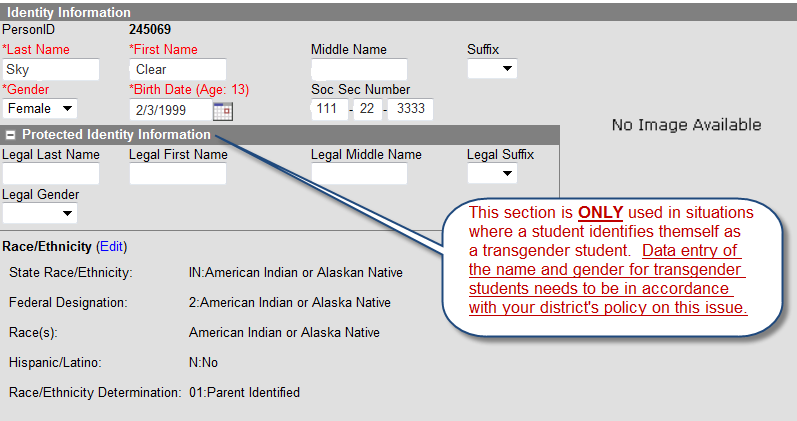 Identity Information
PersonID 245069
*Last Name *First Name Middle Name Suffix
Sky Clear
*Gender *Birth Date (Age: 13) Soc Sec Number
Female 2/3/1999 111 - 22 - 3333
No Image Available
Protected Identity Information
Legal Last Name Legal First Name Legal Middle Name Legal Suffix
Legal Gender
This section is ONLY used in situations
where a student identifies themself as
a transgender student. Data entry of
the name and gender for transgender
students needs to be in accordance
with your district's policy on this issue.
Race/Ethnicity (Edit)
State Race/Ethnicity: IN:American Indian or Alaskan Native
Federal Designation: 2:American Indian or Alaska Native
Race(s): American Indian or Alaska Native
Hispanic/Latino: N:No
Race/Ethnicity Determination: 01:Parent Identified